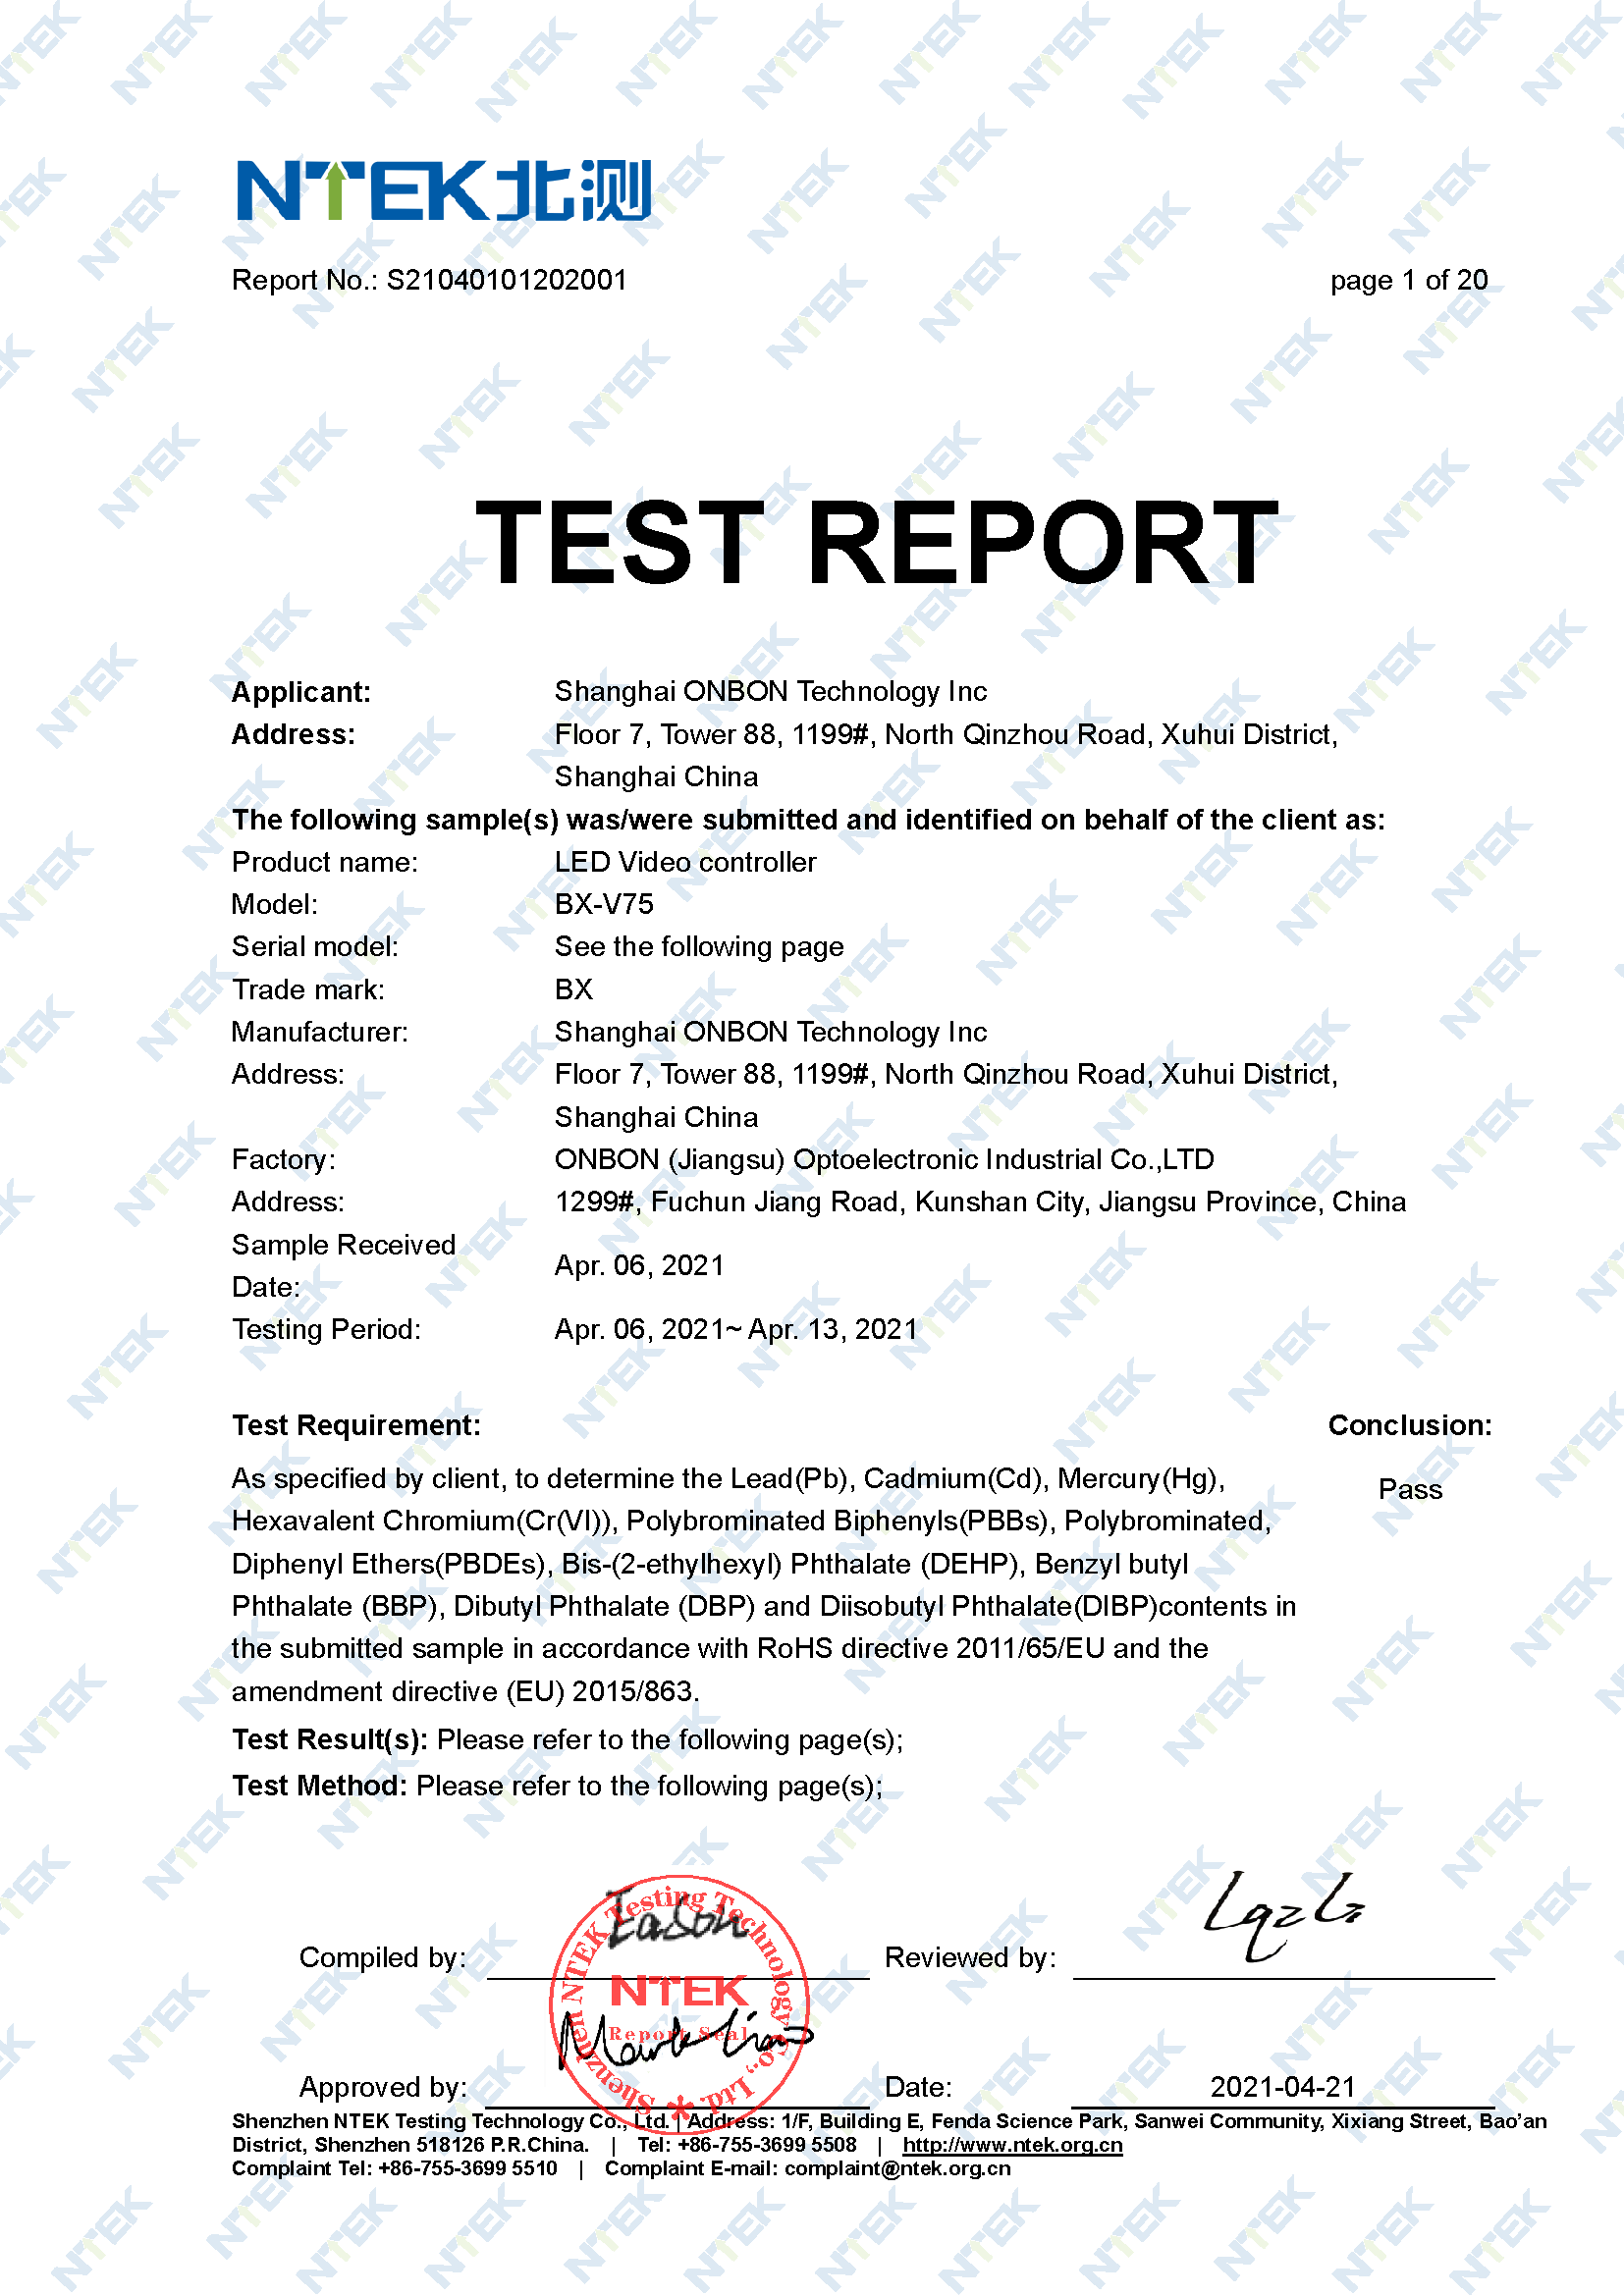 NTEK北测
Report No.: S21040101202001 page 1 of 20
TEST REPORT
Applicant: Shanghai ONBON Technology Inc
Address: Floor 7, Tower 88, 1199#, North Qinzhou Road, Xuhui District,
Shanghai China
The following sample(s) was/were submitted and identified on behalf of the client as:
Product name: LED Video controller
Model: BX-V75
Serial model: See the following page
Trade mark: BX
Manufacturer: Shanghai ONBON Technology Inc
Address: Floor 7, Tower 88, 1199#, North Qinzhou Road, Xuhui District,
Shanghai China
Factory: ONBON (Jiangsu) Optoelectronic Industrial Co.,LTD
Address: 1299#, Fuchun Jiang Road, Kunshan City, Jiangsu Province, China
Sample Received
Date: Apr. 06, 2021
Testing Period: Apr. 06, 2021~ Apr. 13, 2021
Test Requirement: Conclusion:
As specified by client, to determine the Lead(Pb), Cadmium(Cd), Mercury(Hg), Pass
Hexavalent Chromium(Cr(VI)), Polybrominated Biphenyls(PBBs), Polybrominated,
Diphenyl Ethers(PBDEs), Bis-(2-ethylhexyl) Phthalate (DEHP), Benzyl butyl
Phthalate (BBP), Dibutyl Phthalate (DBP) and Diisobutyl Phthalate(DIBP)contents in
the submitted sample in accordance with RoHS directive 2011/65/EU and the
amendment directive (EU) 2015/863.
Test Result(s): Please refer to the following page(s);
Test Method: Please refer to the following page(s);
Compiled by: Eason Reviewed by:
Shenzhen NTEK Testing Technology Co., Ltd.
NTEK
Report Seal
Approved by: Date: 2021-04-21
Shenzhen NTEK Testing Technology Co., Ltd. | Address: 1/F, Building E, Fenda Science Park, Sanwei Community, Xixiang Street, Bao’an
District, Shenzhen 518126 P.R.China. | Tel: +86-755-3699 5508 | http://www.ntek.org.cn
Complaint Tel: +86-755-3699 5510 | Complaint E-mail: complaint@ntek.org.cn